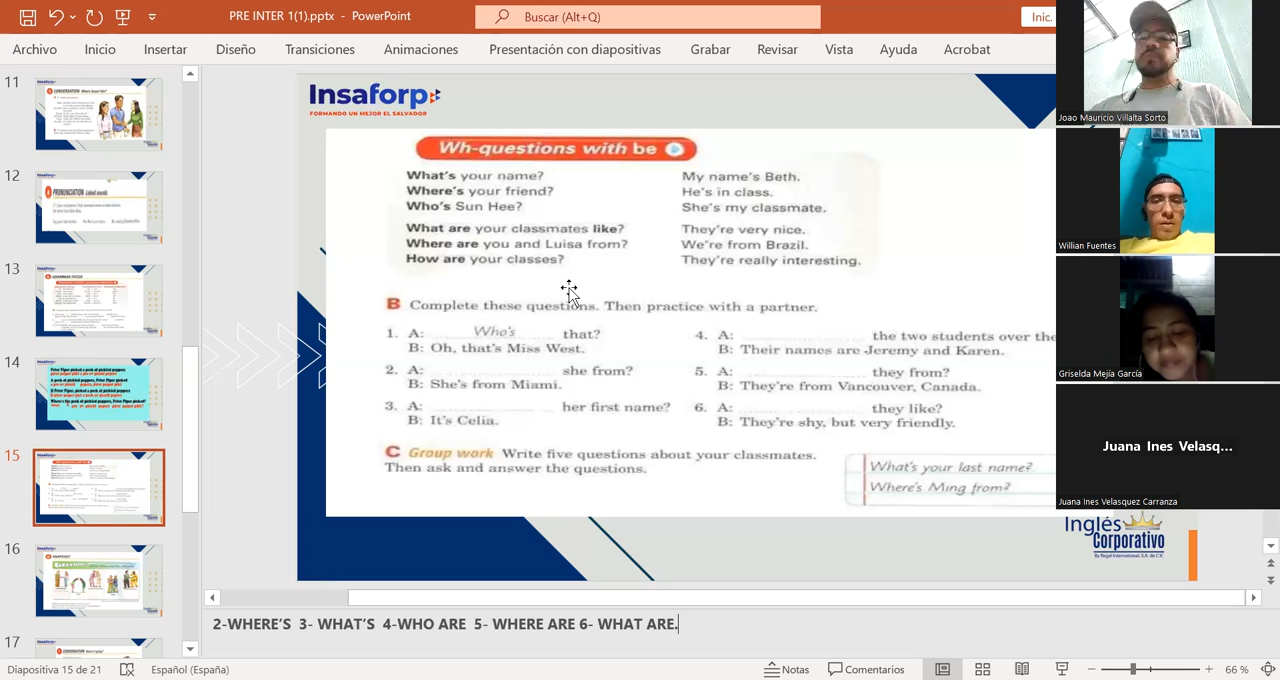 PRE INTER 1(1).pptx - PowerPoint
Buscar (Alt+Q)
Inic.
Archivo Inicio Insertar Diseño Transiciones Animaciones Presentación con diapositivas Grabar Revisar Vista Ayuda Acrobat
11
12
13
14
15
16
17
Insaforp
FORMANDO UN MEJOR EL SALVADOR
Wh-questions with be
What's your name? My name's Beth.
Where's your friend? He's in class.
Who's Sun Hee? She's my classmate.
What are your classmates like? They're very nice.
Where are you and Luisa from? We're from Brazil.
How are your classes? They're really interesting.
B Complete these questions. Then practice with a partner.
1. A: Who's that?
B: Oh, that's Miss West.
2. A: she from?
B: She's from Miami.
3. A: her first name?
B: It's Celia.
4. A: the two students over the
B: Their names are Jeremy and Karen.
5. A: they from?
B: They're from Vancouver, Canada.
6. A: they like?
B: They're shy, but very friendly.
C Group work Write five questions about your classmates.
Then ask and answer the questions.
What's your last name?
Where's Ming from?
Inglés
Corporativo
By Regal International, S.A. de C.V.
2-WHERE'S 3- WHAT'S 4-WHO ARE 5- WHERE ARE 6- WHAT ARE.
Diapositiva 15 de 21 Español (España) Notas Comentarios 66 %
Joao Mauricio Villalta Sorto
Willian Fuentes
Griselda Mejía García
Juana Ines Velasq...
Juana Ines Velasquez Carranza